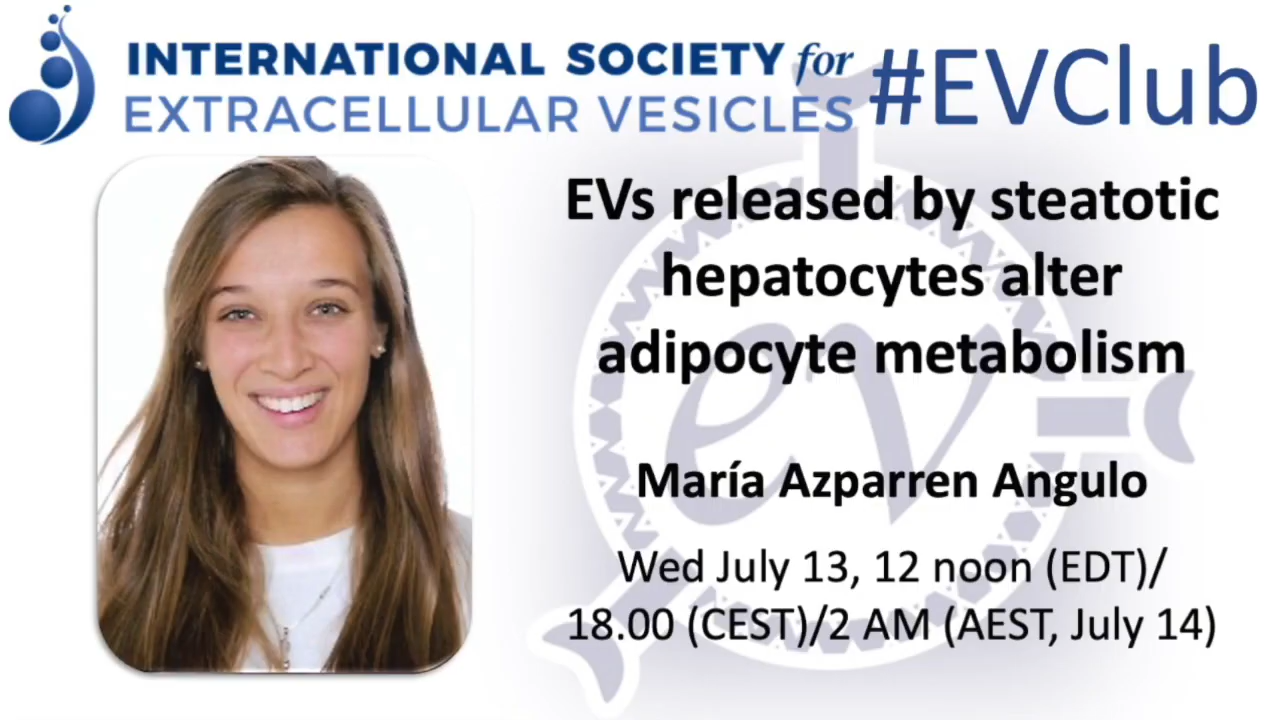 INTERNATIONAL SOCIETY for
EXTRACELLULAR VESICLES
#EVClub
EVs released by steatotic
hepatocytes alter
adipocyte metabolism
ev
María Azparren Angulo
Wed July 13, 12 noon (EDT)/
18.00 (CEST)/2 AM (AEST, July 14)